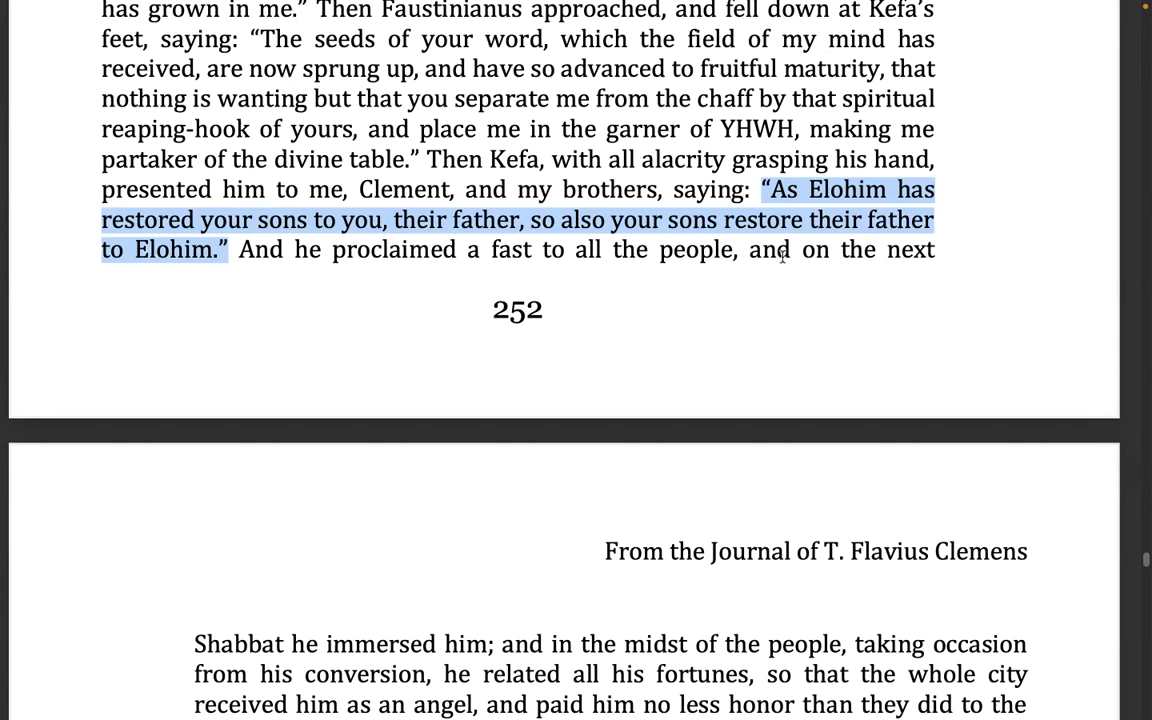 has grown in me.” Then Faustinianus approached, and fell down at Kefa’s
feet, saying: “The seeds of your word, which the field of my mind has
received, are now sprung up, and have so advanced to fruitful maturity, that
nothing is wanting but that you separate me from the chaff by that spiritual
reaping-hook of yours, and place me in the garner of YHWH, making me
partaker of the divine table.” Then Kefa, with all alacrity grasping his hand,
presented him to me, Clement, and my brothers, saying: “As Elohim has
restored your sons to you, their father, so also your sons restore their father
to Elohim.” And he proclaimed a fast to all the people, and on the next
252
From the Journal of T. Flavius Clemens
Shabbat he immersed him; and in the midst of the people, taking occasion
from his conversion, he related all his fortunes, so that the whole city
received him as an angel, and paid him no less honor than they did to the